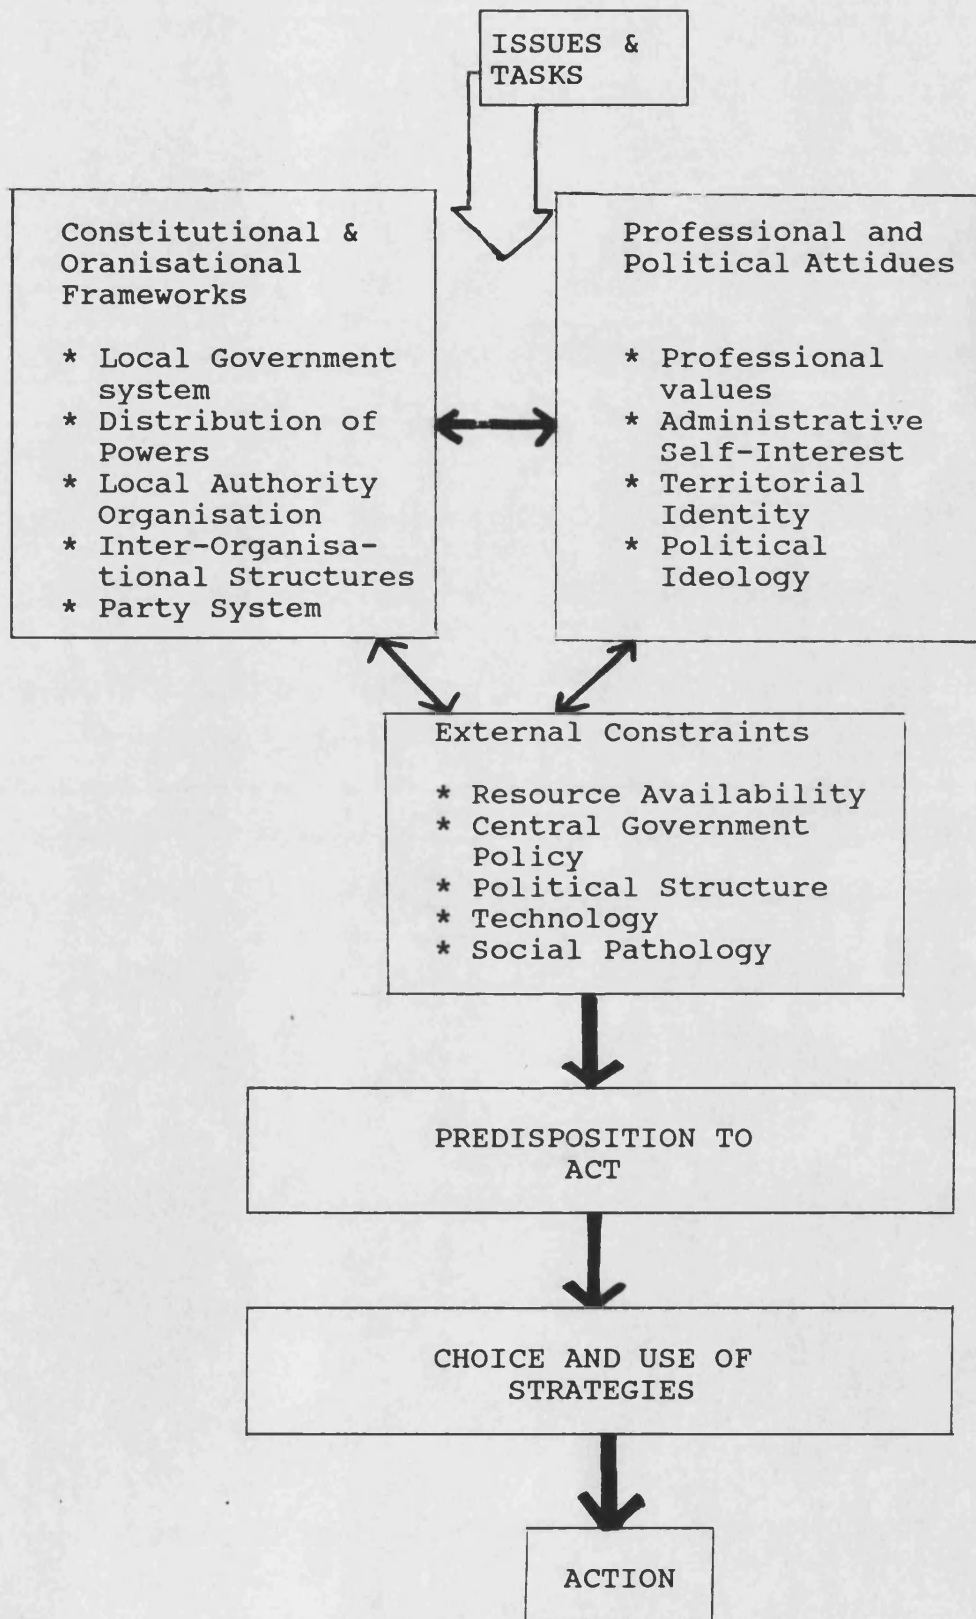 ISSUES &
TASKS
Constitutional &
Oranisational
Frameworks
* Local Government
system
* Distribution of
Powers
* Local Authority
Organisation
* Inter-Organisa-
tional Structures
* Party System
Professional and
Political Attidues
* Professional
values
* Administrative
Self-Interest
* Territorial
Identity
* Political
Ideology
External Constraints
* Resource Availability
* Central Government
Policy
* Political Structure
* Technology
* Social Pathology
PREDISPOSITION TO
ACT
CHOICE AND USE OF
STRATEGIES
ACTION